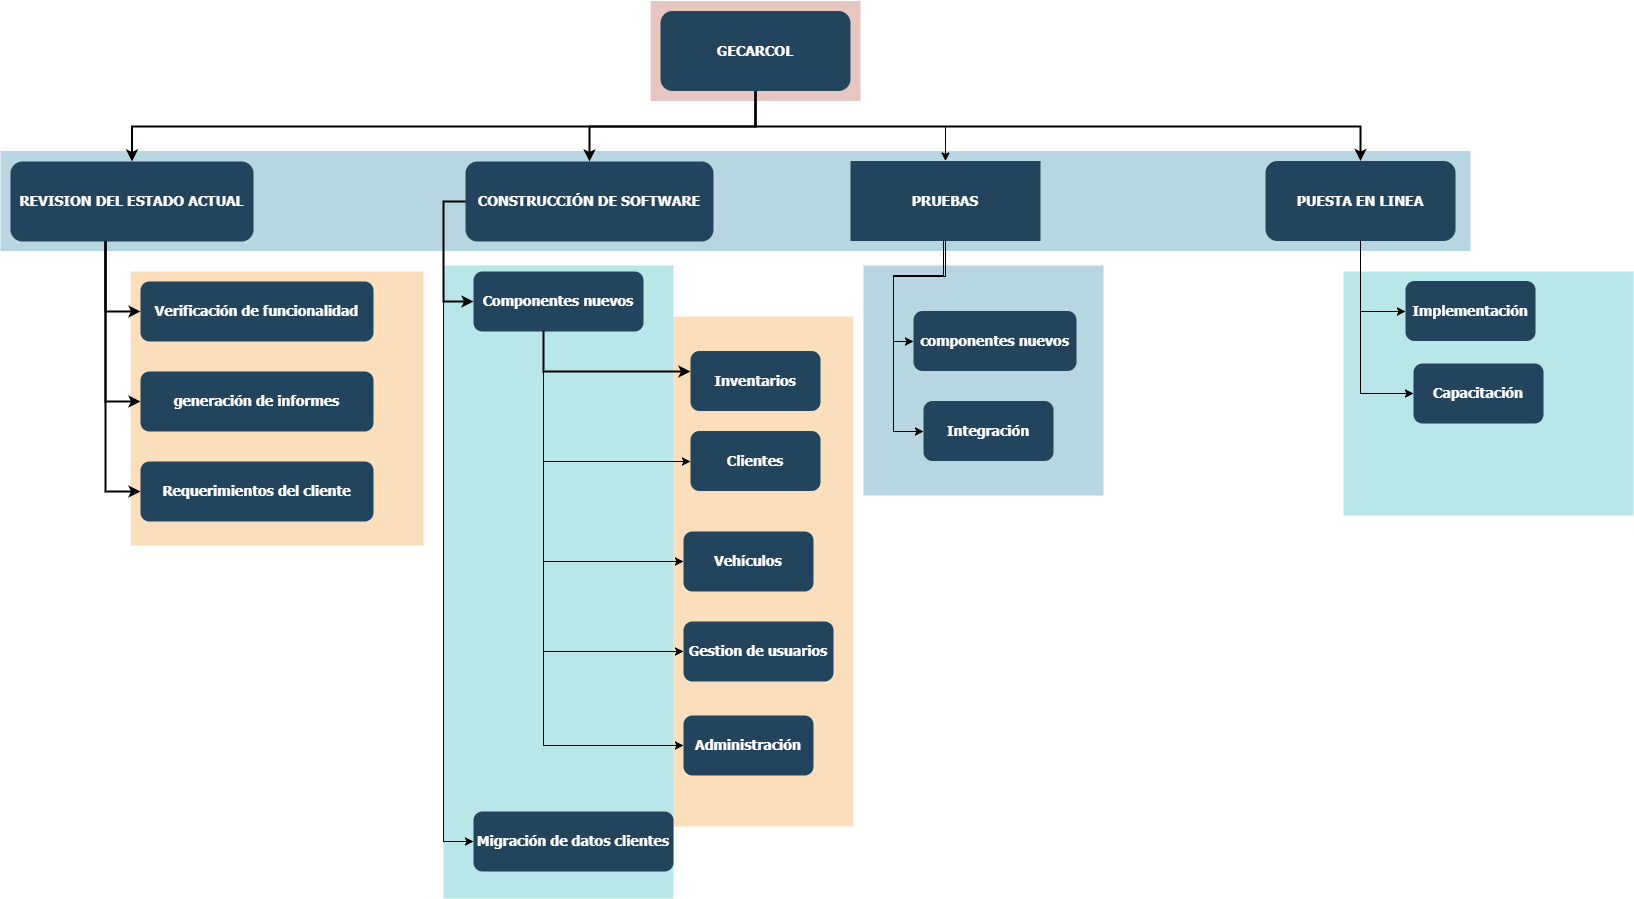 GECARCOL
REVISION DEL ESTADO ACTUAL
CONSTRUCCIÓN DE SOFTWARE
PRUEBAS
PUESTA EN LINEA
Verificación de funcionalidad
generación de informes
Requerimientos del cliente
Componentes nuevos
Inventarios
Clientes
Vehículos
Gestion de usuarios
Administración
Migración de datos clientes
componentes nuevos
Integración
Implementación
Capacitación